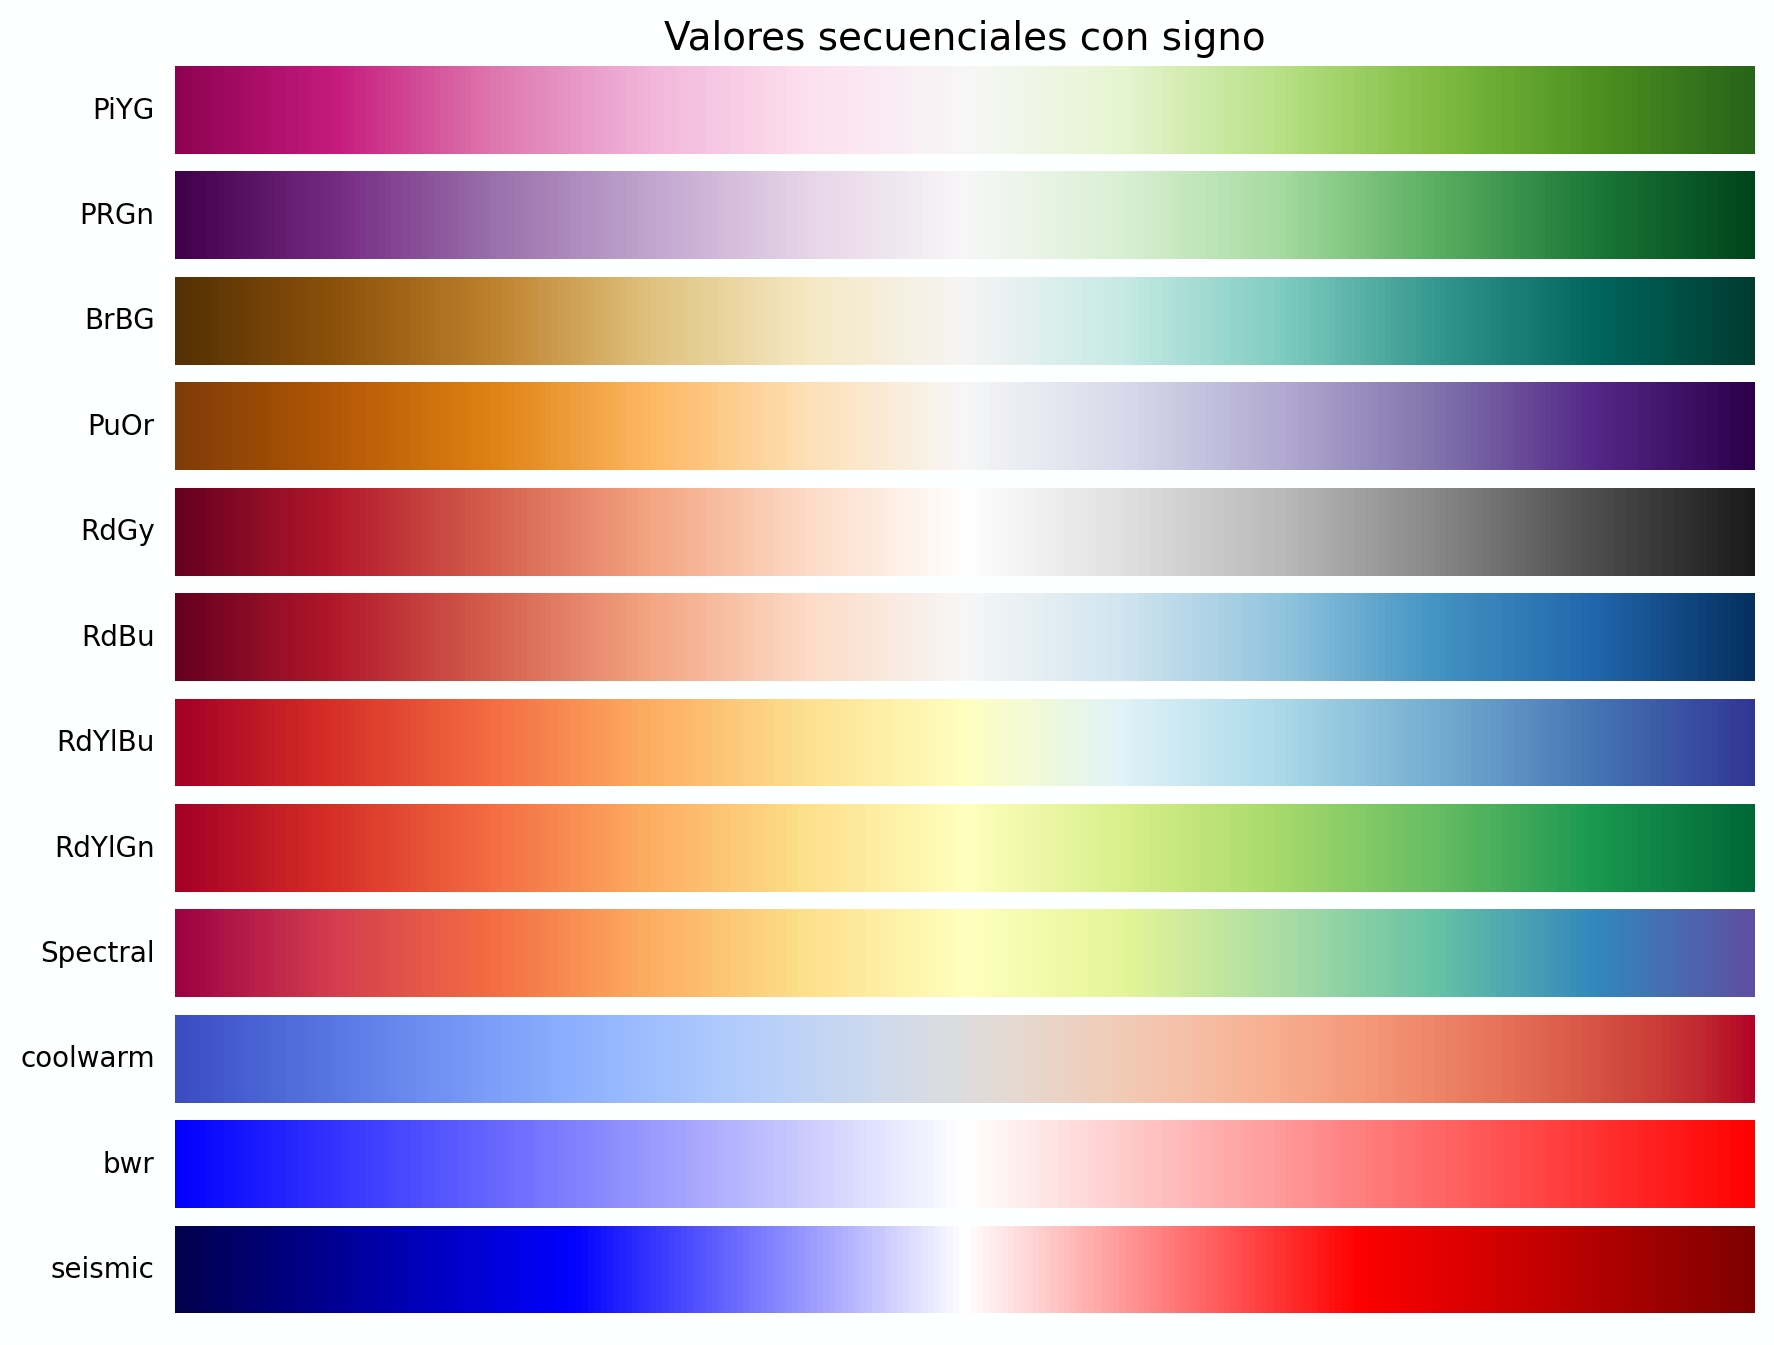 Valores secuenciales con signo
PiYG
PRGn
BrBG
PuOr
RdGy
RdBu
RdYlBu
RdYlGn
Spectral
coolwarm
bwr
seismic